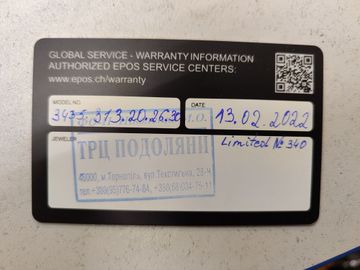 GLOBAL SERVICE - WARRANTY INFORMATION
AUTHORIZED EPOS SERVICE CENTERS:
www.epos.ch/warranty
MODEL NO.
DATE
3435.313.20.26.30
13.02.2022
JEWELER
Limited № 340
ТРЦ ПОДОЛЯНИ
м.Тернопіль, вул.Текстильна, 28-Ч